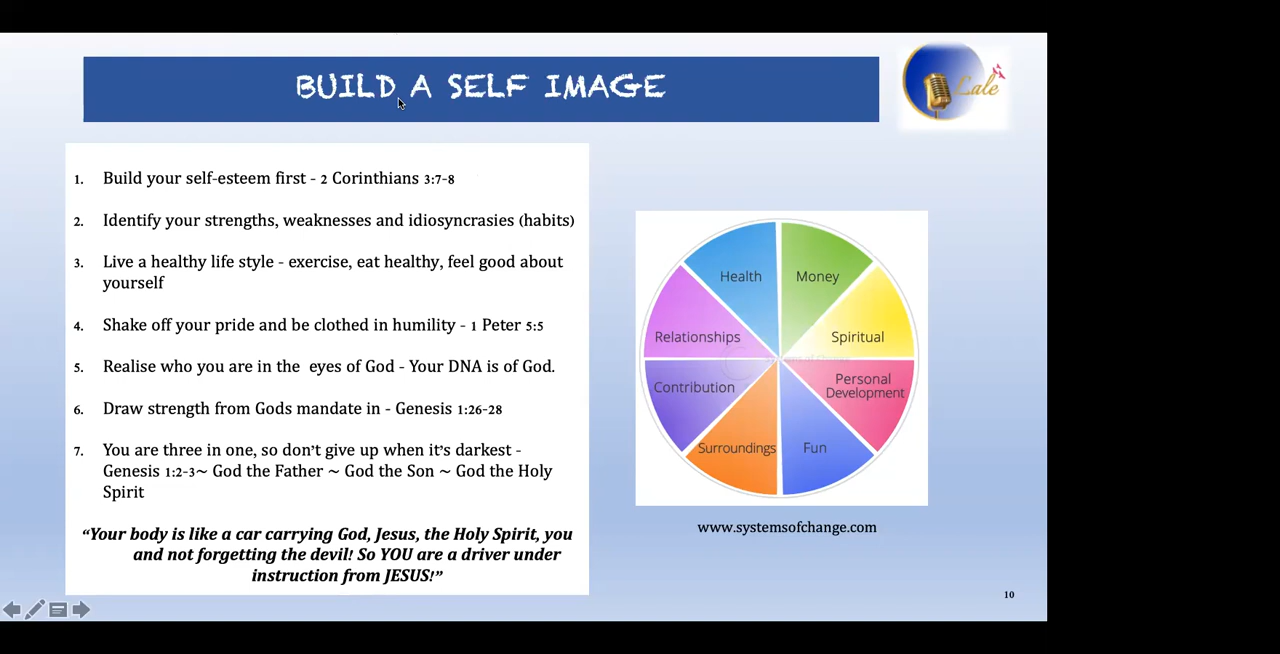 BUILD A SELF IMAGE
Lale
1. Build your self-esteem first - 2 Corinthians 3:7-8
2. Identify your strengths, weaknesses and idiosyncrasies (habits)
3. Live a healthy life style - exercise, eat healthy, feel good about
yourself
4. Shake off your pride and be clothed in humility - 1 Peter 5:5
5. Realise who you are in the eyes of God - Your DNA is of God.
6. Draw strength from Gods mandate in - Genesis 1:26-28
7. You are three in one, so don't give up when it's darkest -
Genesis 1:2-3~ God the Father ~ God the Son ~ God the Holy
Spirit
“Your body is like a car carrying God, Jesus, the Holy Spirit, you
and not forgetting the devil! So YOU are a driver under
instruction from JESUS!”
Health
Money
Relationships
Spiritual
Contribution
Personal
Development
Surroundings
Fun
www.systemsofchange.com
10